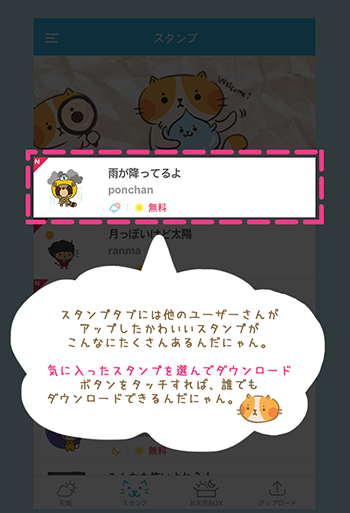 スタンプ
Welcome!
N
雨が降ってるよ
ponchan
無料
月っぽいけど太陽
ranma
スタンプタブには他のユーザーさんが
アップしたかわいいスタンプが
こんなにたくさんあるんだにゃん。
気に入ったスタンプを選んでダウンロード
ボタンをタッチすれば、誰でも
ダウンロードできるんだにゃん。
無料
天気 スタンプ アップロード